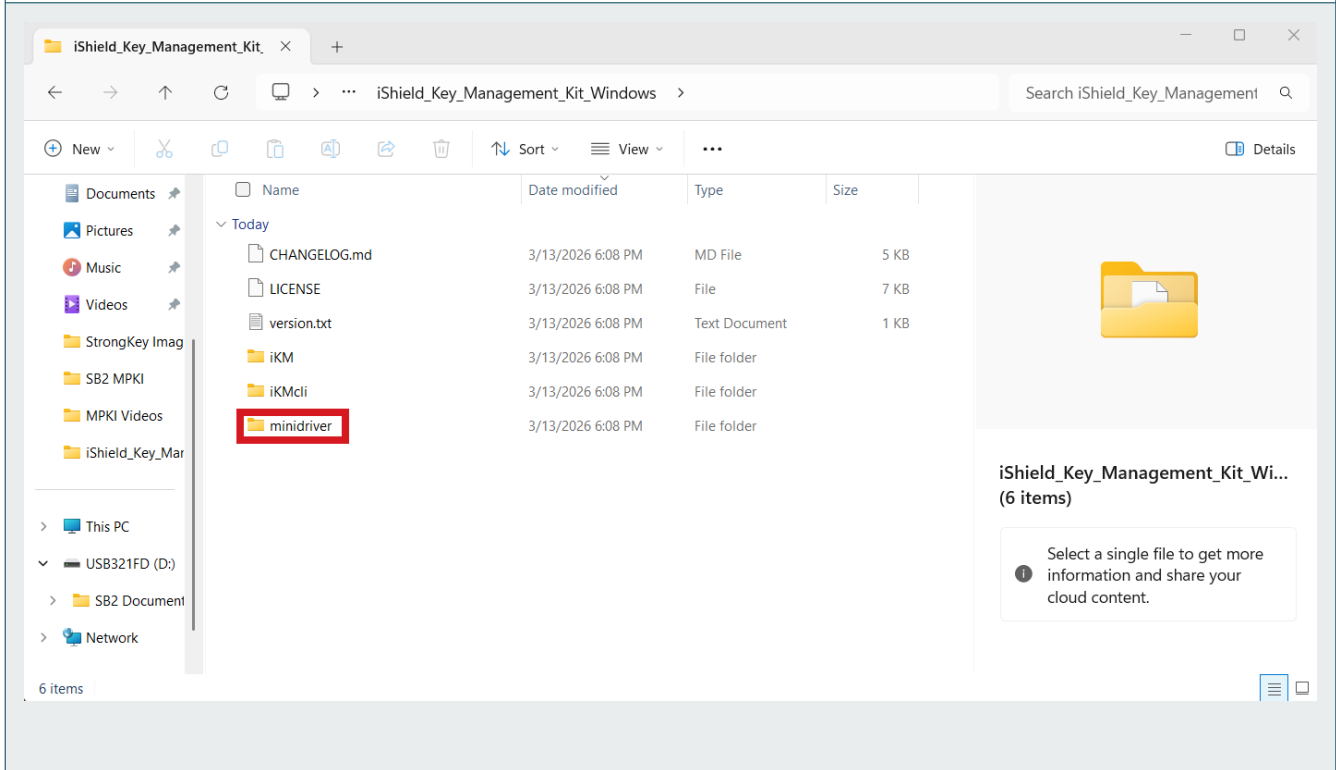 iShield_Key_Management_Kit_
iShield_Key_Management_Kit_Windows
Search iShield_Key_Management
New
Sort
View
Details
Documents
Pictures
Music
Videos
StrongKey Imag
SB2 MPKI
MPKI Videos
iShield_Key_Mar
This PC
USB321FD (D:)
SB2 Document
Network
Name Date modified Type Size
Today
CHANGELOG.md 3/13/2026 6:08 PM MD File 5 KB
LICENSE 3/13/2026 6:08 PM File 7 KB
version.txt 3/13/2026 6:08 PM Text Document 1 KB
iKM 3/13/2026 6:08 PM File folder
iKMcli 3/13/2026 6:08 PM File folder
minidriver 3/13/2026 6:08 PM File folder
iShield_Key_Management_Kit_Wi...
(6 items)
Select a single file to get more
information and share your
cloud content.
6 items